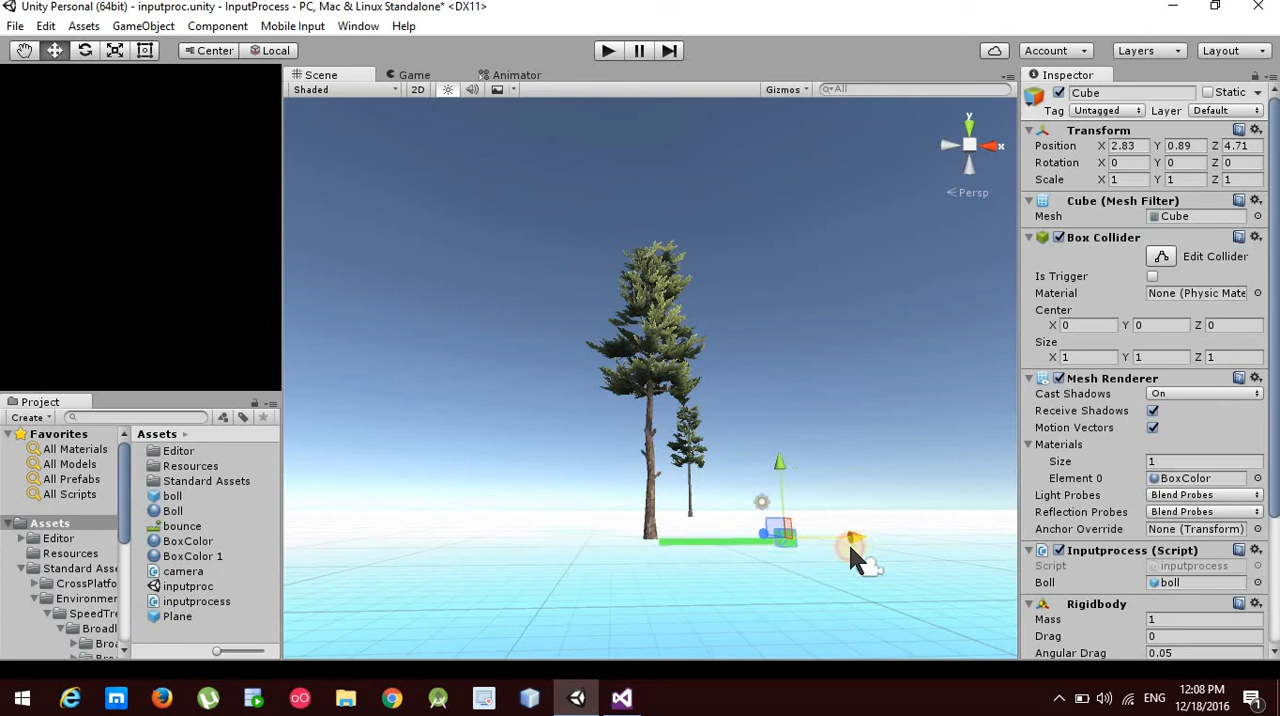 Unity Personal (64bit) - inputproc.unity - InputProcess - PC, Mac & Linux Standalone* <DX11>
File Edit Assets GameObject Component Mobile Input Window Help
Center Local Account Layers Layout
Scene Game Animator
Shaded 2D Gizmos All
y
x
Persp
Inspector
Cube Static
Tag Untagged Layer Default
Transform
Position X 2.83 Y 0.89 Z 4.71
Rotation X 0 Y 0 Z 0
Scale X 1 Y 1 Z 1
Cube (Mesh Filter)
Mesh Cube
Box Collider
Edit Collider
Is Trigger
Material None (Physic Mate
Center
X 0 Y 0 Z 0
Size
X 1 Y 1 Z 1
Mesh Renderer
Cast Shadows On
Receive Shadows
Motion Vectors
Materials
Size 1
Element 0 BoxColor
Light Probes Blend Probes
Reflection Probes Blend Probes
Anchor Override None (Transform)
Inputprocess (Script)
Script inputprocess
Boll boll
Rigidbody
Mass 1
Drag 0
Angular Drag 0.05
Project
Create
Favorites
All Materials
All Models
All Prefabs
All Scripts
Assets
Editor
Resources
Standard Assets
CrossPlatfo
Environme
SpeedTre
Broadl
Broa
Broa
Assets
Editor
Resources
Standard Assets
boll
Boll
bounce
BoxColor
BoxColor 1
camera
inputproc
inputprocess
Plane
ENG
12:08 PM
12/18/2016
1